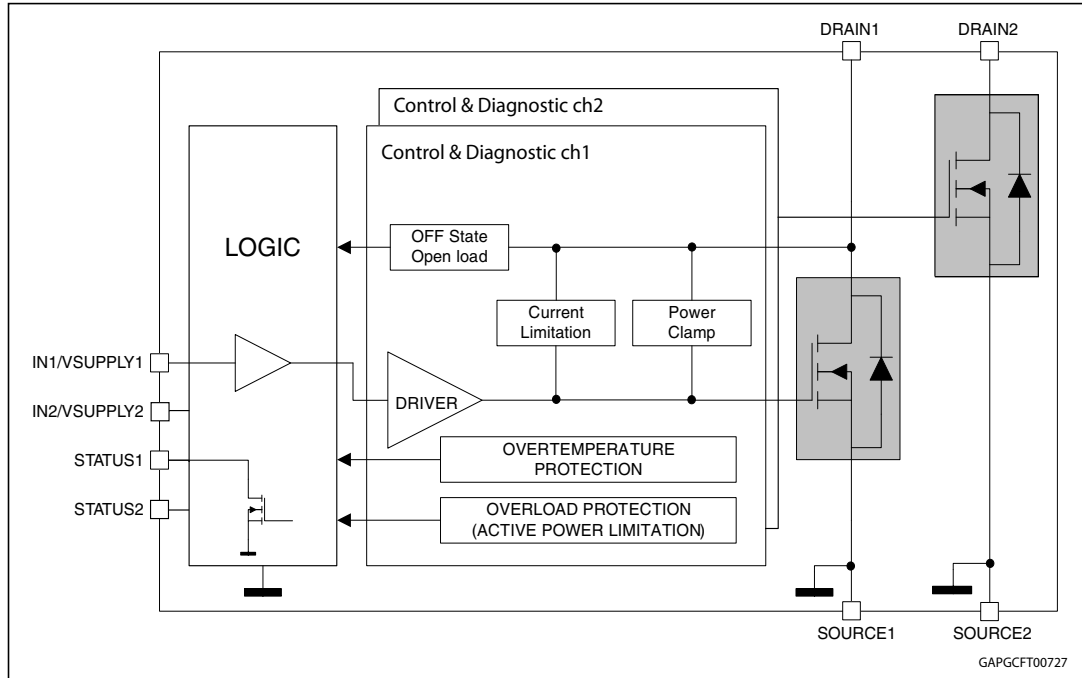 DRAIN1
DRAIN2
Control & Diagnostic ch2
Control & Diagnostic ch1
LOGIC
OFF State
Open load
Current
Limitation
Power
Clamp
IN1/VSUPPLY1
DRIVER
IN2/VSUPPLY2
STATUS1
OVERTEMPERATURE
PROTECTION
STATUS2
OVERLOAD PROTECTION
(ACTIVE POWER LIMITATION)
SOURCE1
SOURCE2
GAPGCFT00727